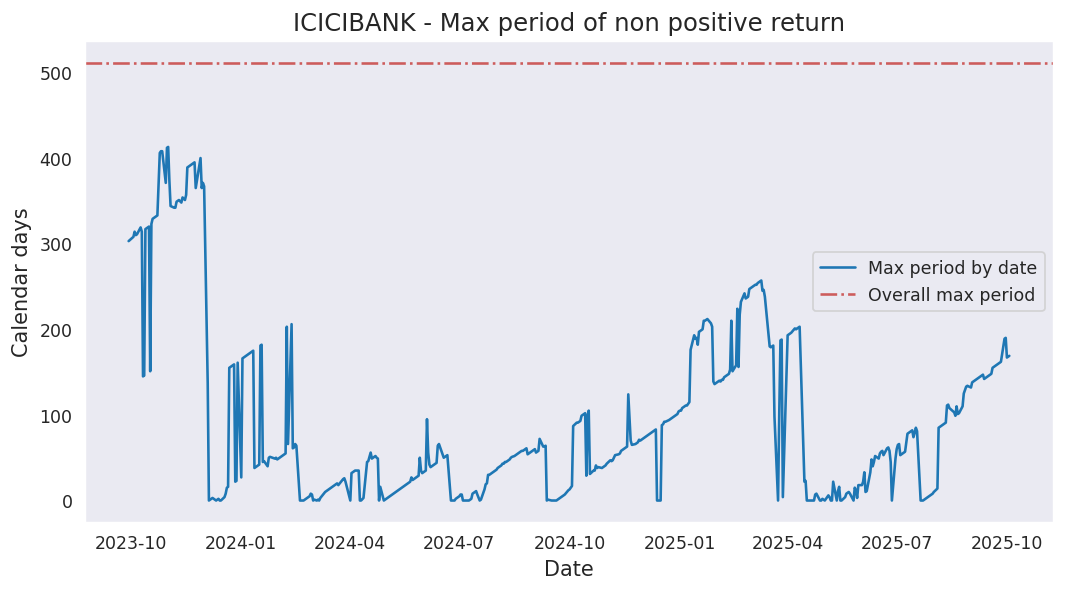 ICICIBANK - Max period of non positive return
Calendar days
500
400
300
200
100
0
Max period by date
Overall max period
2023-10 2024-01 2024-04 2024-07 2024-10 2025-01 2025-04 2025-07 2025-10
Date